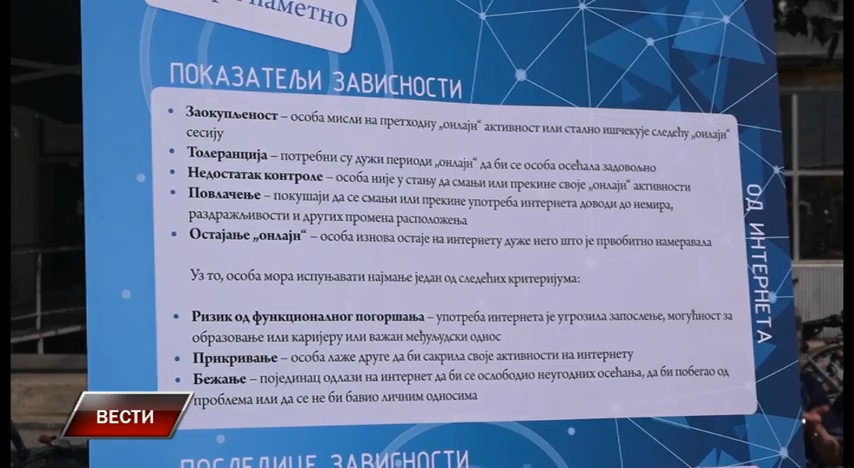 паметно
ПОКАЗАТЕЉИ ЗАВИСНОСТИ
• Заокупљеност – особа мисли на претходну „онлајн“ активност или стално ишчекује следећу „онлајн“
сесију
• Толеранција – потребни су дужи периоди „онлајн“ да би се особа осећала задовољно
• Недостатак контроле – особа није у стању да смањи или прекине своје „онлајн“ активности
• Повлачење – покушаји да се смањи или прекине употреба интернета доводи до немира,
раздражљивости и других промена расположења
• Остајање „онлајн“ – особа изнова остаје на интернету дуже него што је првобитно намеравала
Уз то, особа мора испуњавати најмање један од следећих критеријума:
• Ризик од функционалног погоршања – употреба интернета је угрозила запослење, могућност за
образовање или каријеру или важан међуљудски однос
• Прикривање – особа лаже друге да би сакрила своје активности на интернету
• Бежање – појединац одлази на интернет да би се ослободио неугодних осећања, да би побегао од
проблема или да се не би бавио личним односима
ОД ИНТЕРНЕТА
ВЕСТИ
ПОСЛЕДИЦЕ ЗАВИСНОСТИ